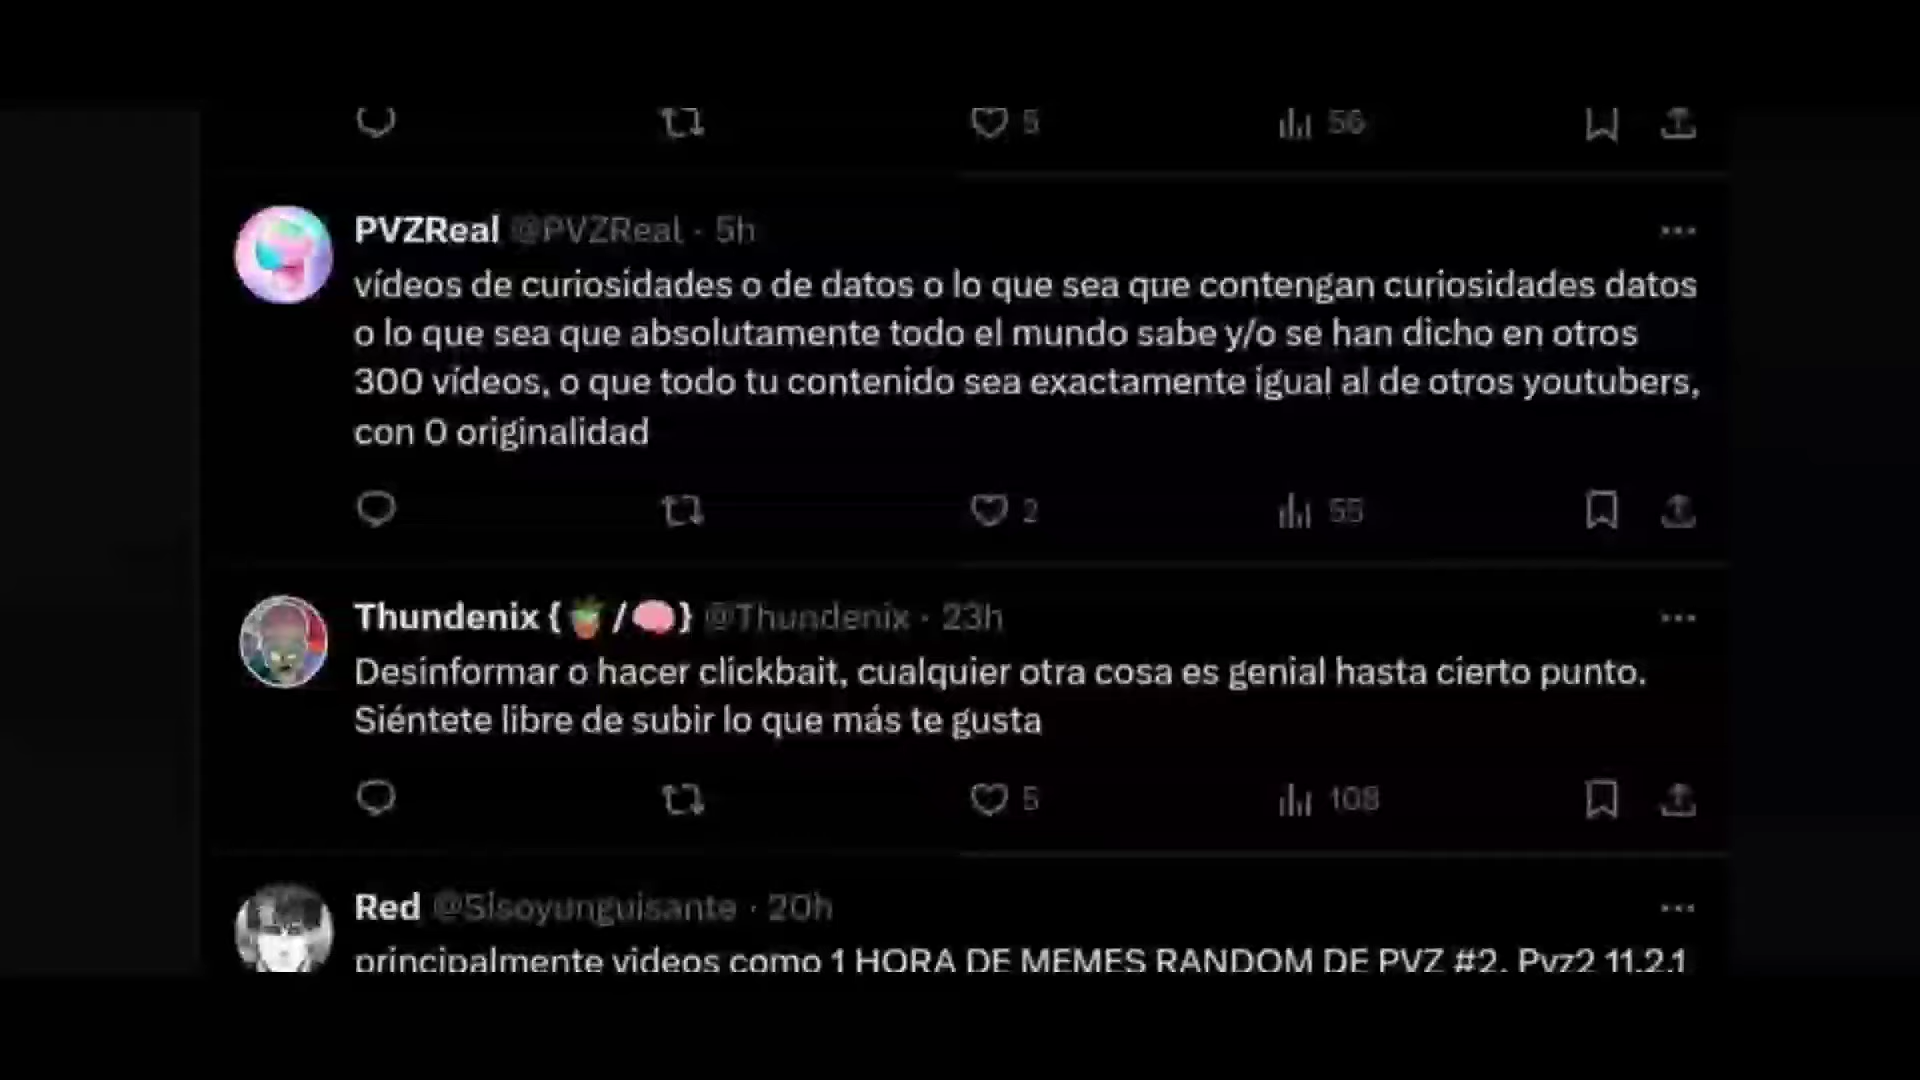 5 56
PVZReal @PVZReal · 5h
vídeos de curiosidades o de datos o lo que sea que contengan curiosidades datos
o lo que sea que absolutamente todo el mundo sabe y/o se han dicho en otros
300 vídeos, o que todo tu contenido sea exactamente igual al de otros youtubers,
con 0 originalidad
2 55
Thundenix {🪴/🧠} @Thundenix · 23h
Desinformar o hacer clickbait, cualquier otra cosa es genial hasta cierto punto.
Siéntete libre de subir lo que más te gusta
5 108
Red @Sisoyunguisante · 20h
principalmente videos como 1 HORA DE MEMES RANDOM DE PVZ #2, Pvz2 11.2.1